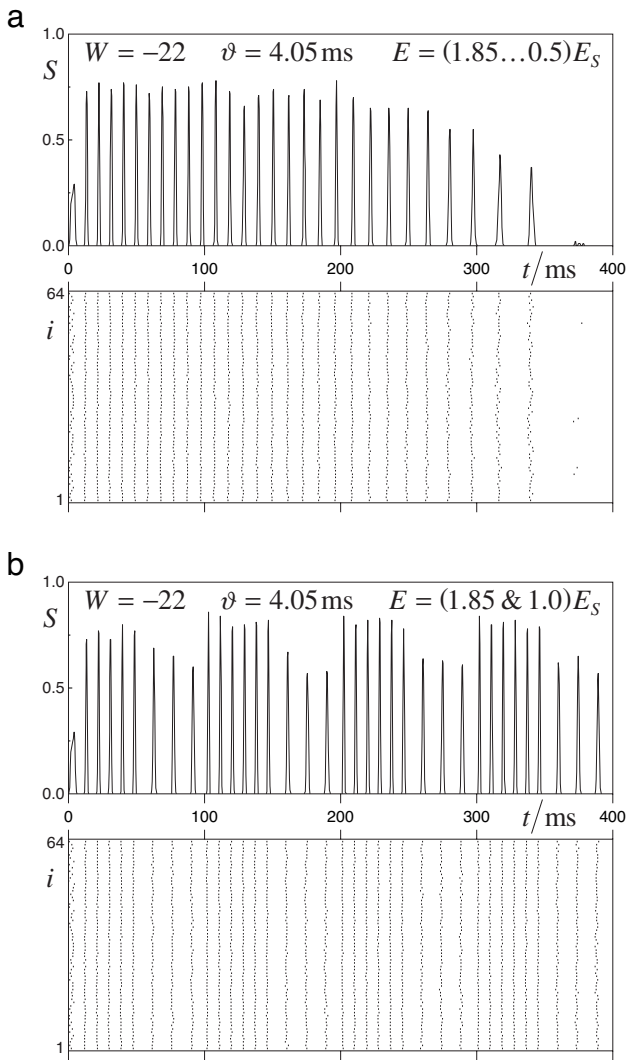 a
1.0
S
W = −22 ϑ = 4.05 ms E = (1.85…0.5)E_S
0.5
0.0
0 100 200 300 t/ms 400
64
i
1
b
1.0
S
W = −22 ϑ = 4.05 ms E = (1.85 & 1.0)E_S
0.5
0.0
0 100 200 300 t/ms 400
64
i
1